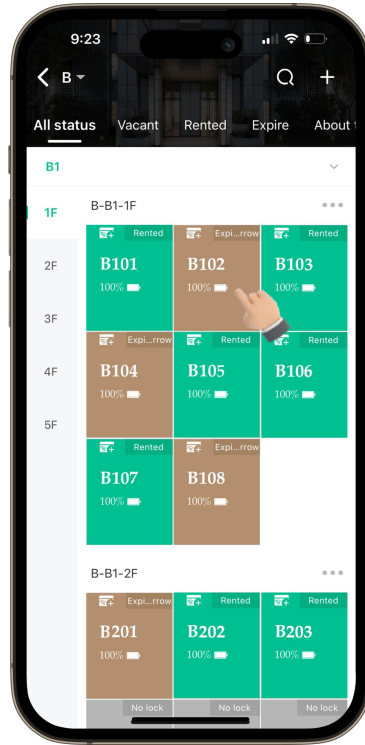 9:23
B
All status Vacant Rented Expire About
B1
1F
2F
3F
4F
5F
B-B1-1F
Rented Expi...rrow Rented
B101 B102 B103
100% 100% 100%
Expi...rrow Rented Rented
B104 B105 B106
100% 100% 100%
Rented Expi...rrow
B107 B108
100% 100%
B-B1-2F
Expi...rrow Rented Rented
B201 B202 B203
100% 100% 100%
No lock No lock No lock